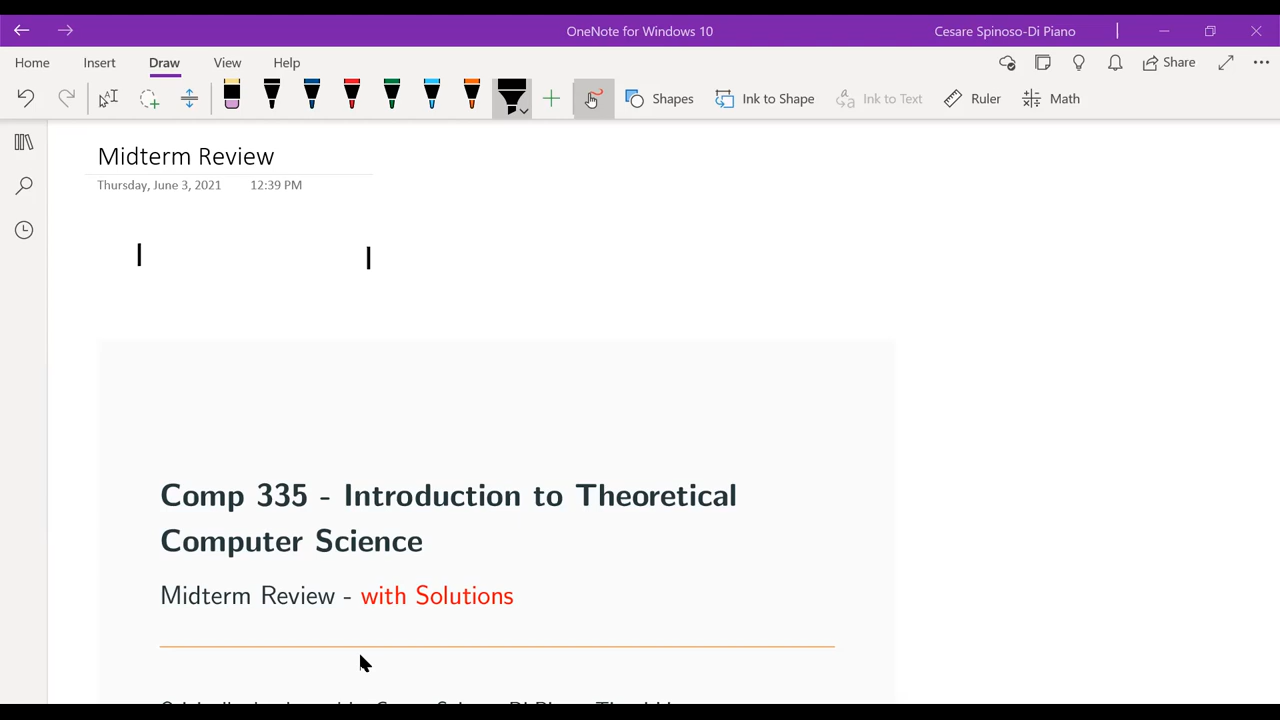 OneNote for Windows 10
Cesare Spinoso-Di Piano
Home Insert Draw View Help
Share
Shapes Ink to Shape Ink to Text Ruler Math
Midterm Review
Thursday, June 3, 2021 12:39 PM
Comp 335 - Introduction to Theoretical
Computer Science
Midterm Review - with Solutions